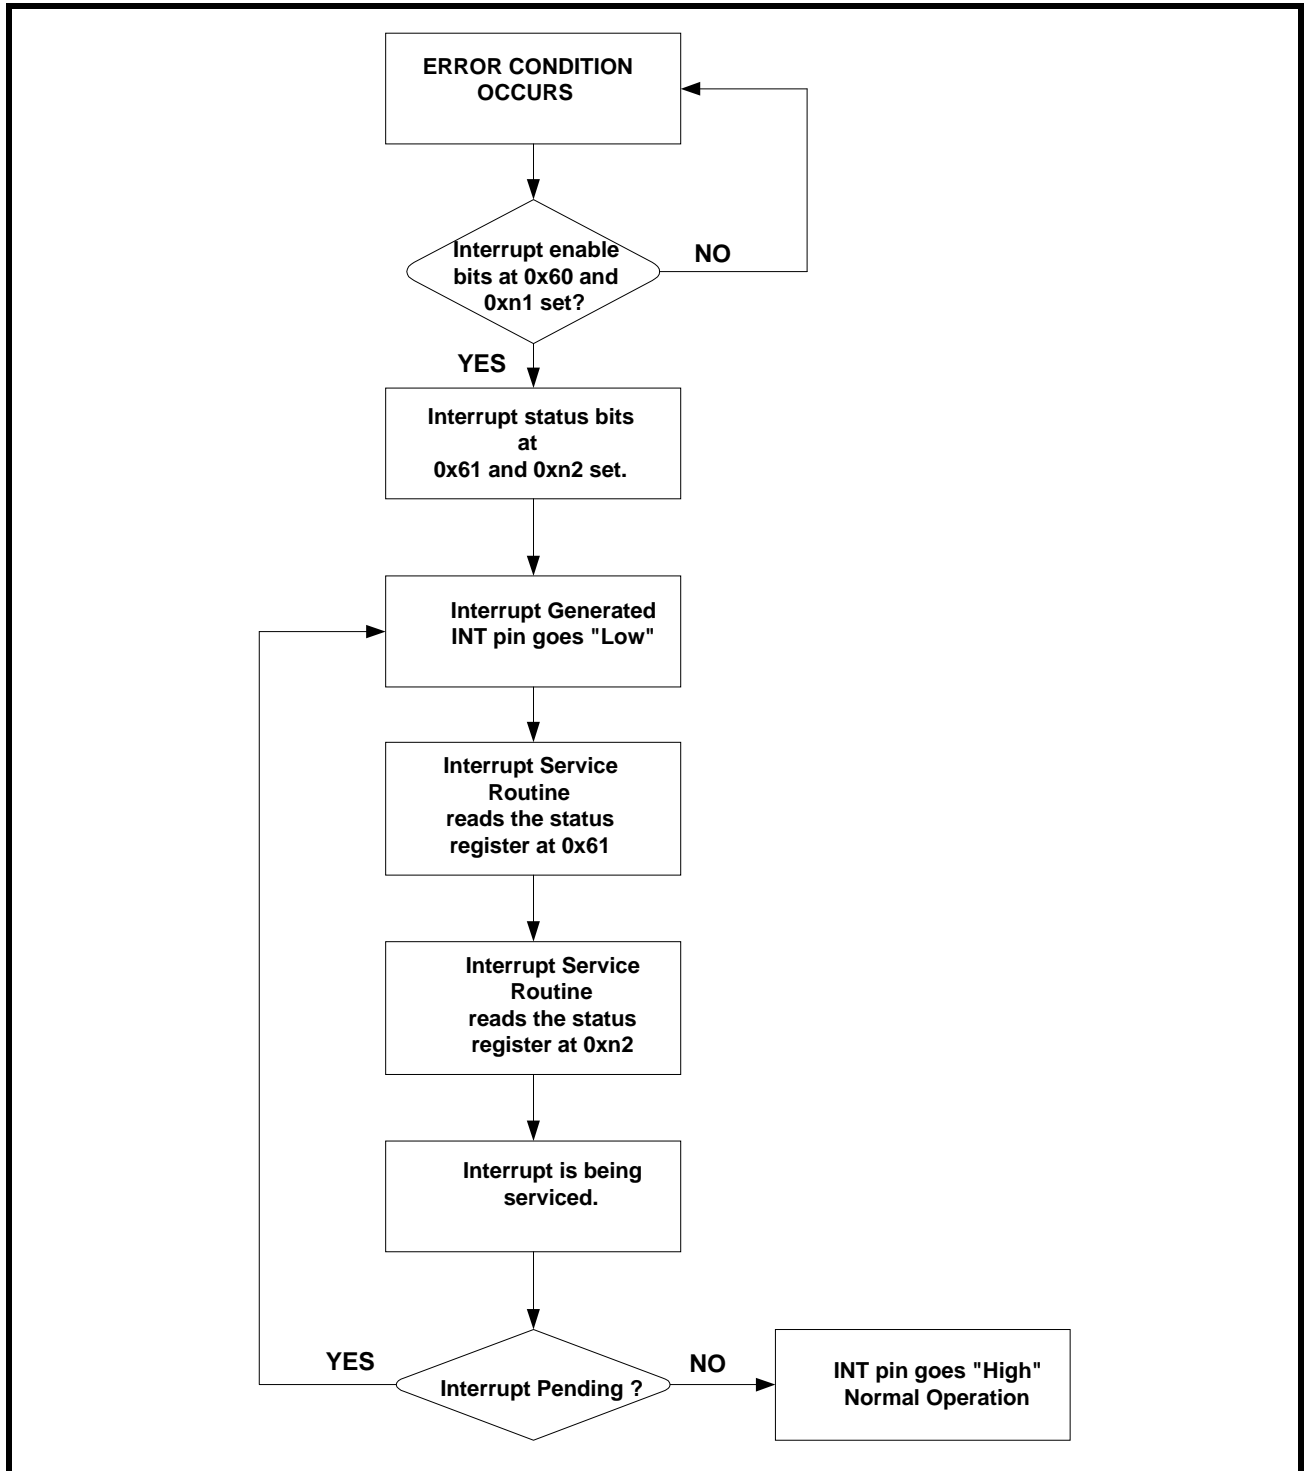 ERROR CONDITION
OCCURS
Interrupt enable
bits at 0x60 and
0xn1 set?
NO
YES
Interrupt status bits
at
0x61 and 0xn2 set.
Interrupt Generated
INT pin goes "Low"
Interrupt Service
Routine
reads the status
register at 0x61
Interrupt Service
Routine
reads the status
register at 0xn2
Interrupt is being
serviced.
YES
Interrupt Pending ?
NO
INT pin goes "High"
Normal Operation